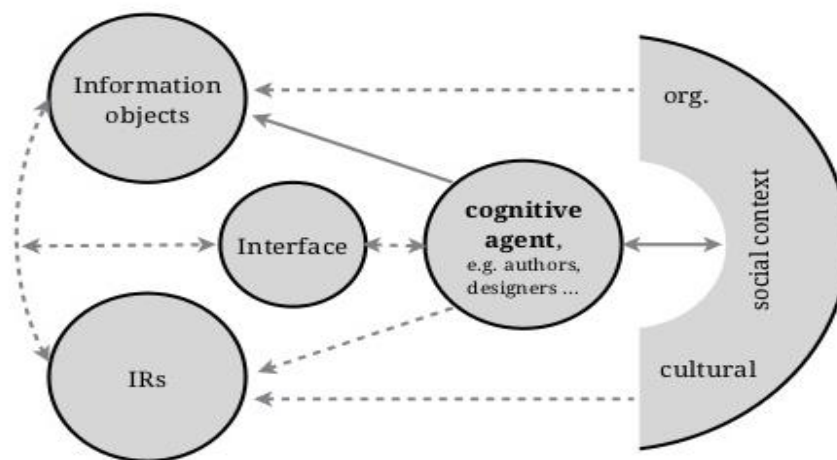 Information
objects
org.
cognitive
agent,
e.g. authors,
designers ...
social context
Interface
IRs
cultural